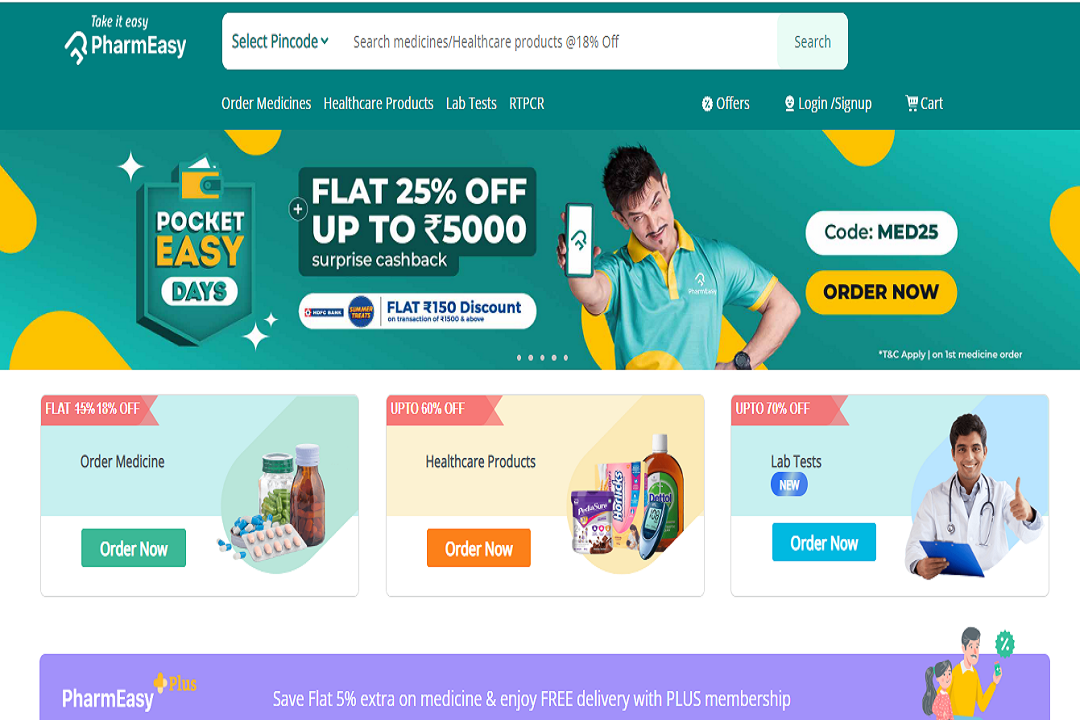 Take it easy
PharmEasy
Select Pincode
Search medicines/Healthcare products @18% Off
Search
Order Medicines
Healthcare Products
Lab Tests
RTPCR
Offers
Login /Signup
Cart
POCKET
EASY
DAYS
+
FLAT 25% OFF
UP TO ₹5000
surprise cashback
HDFC BANK
SUMMER
TREATS
FLAT ₹150 Discount
on transaction of ₹1500 & above
PharmEasy
Code: MED25
ORDER NOW
*T&C Apply | on 1st medicine order
FLAT 15% 18% OFF
Order Medicine
Order Now
UPTO 60% OFF
Healthcare Products
PediaSure
Horlicks
Dettol
Order Now
UPTO 70% OFF
Lab Tests
NEW
Order Now
PharmEasy Plus
Save Flat 5% extra on medicine & enjoy FREE delivery with PLUS membership
%